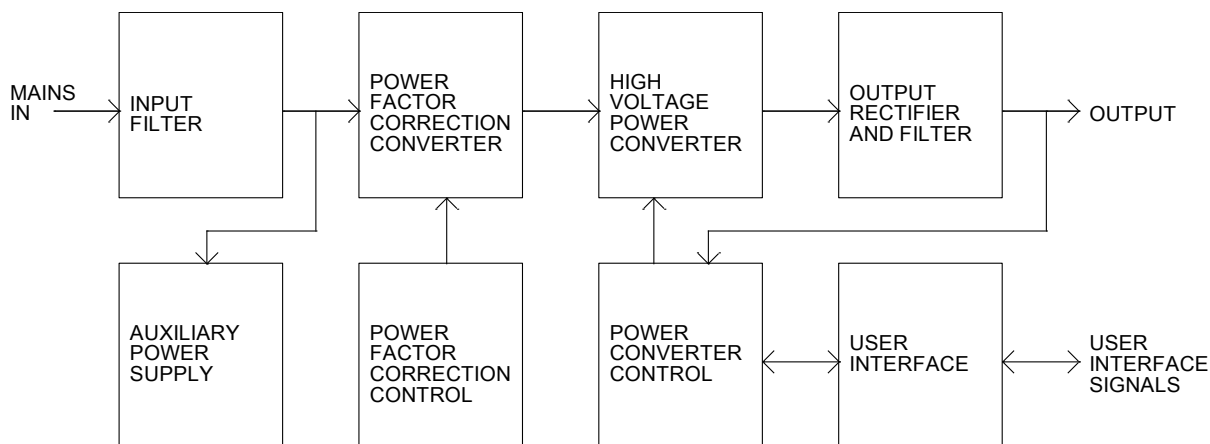 MAINS
IN
INPUT
FILTER
POWER
FACTOR
CORRECTION
CONVERTER
HIGH
VOLTAGE
POWER
CONVERTER
OUTPUT
RECTIFIER
AND FILTER
OUTPUT
AUXILIARY
POWER
SUPPLY
POWER
FACTOR
CORRECTION
CONTROL
POWER
CONVERTER
CONTROL
USER
INTERFACE
USER
INTERFACE
SIGNALS